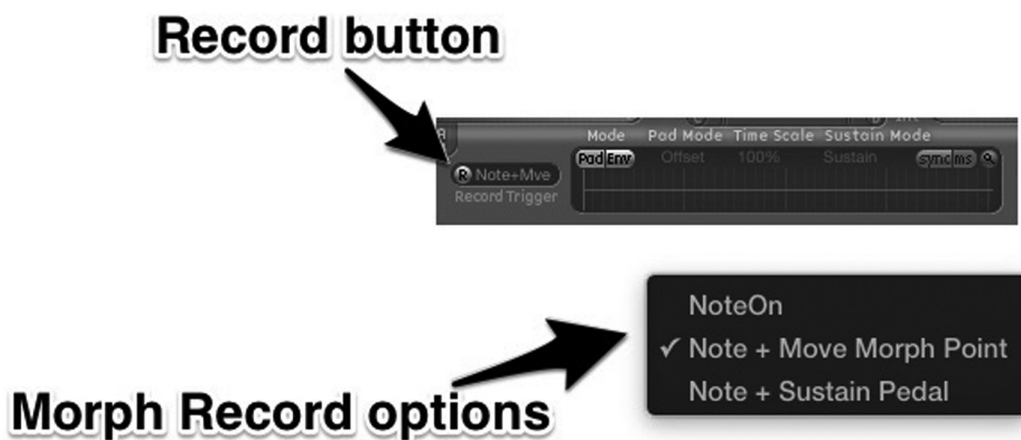 Record button
Mode Pad Mode Time Scale Sustain Mode
Pad Env Offset 100% Sustain sync ms
R Note+Mve
Record Trigger
NoteOn
✓ Note + Move Morph Point
Note + Sustain Pedal
Morph Record options